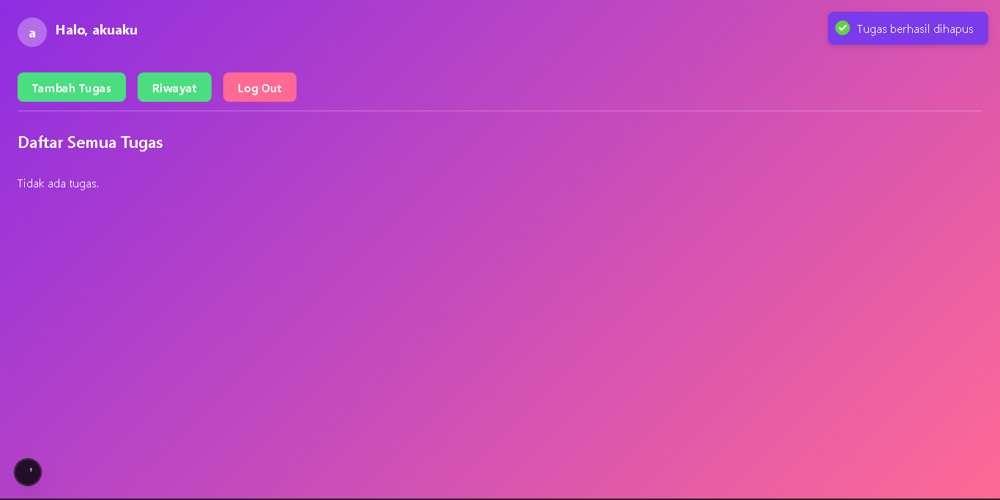 a
Halo, akuaku
Tugas berhasil dihapus
Tambah Tugas
Riwayat
Log Out
Daftar Semua Tugas
Tidak ada tugas.